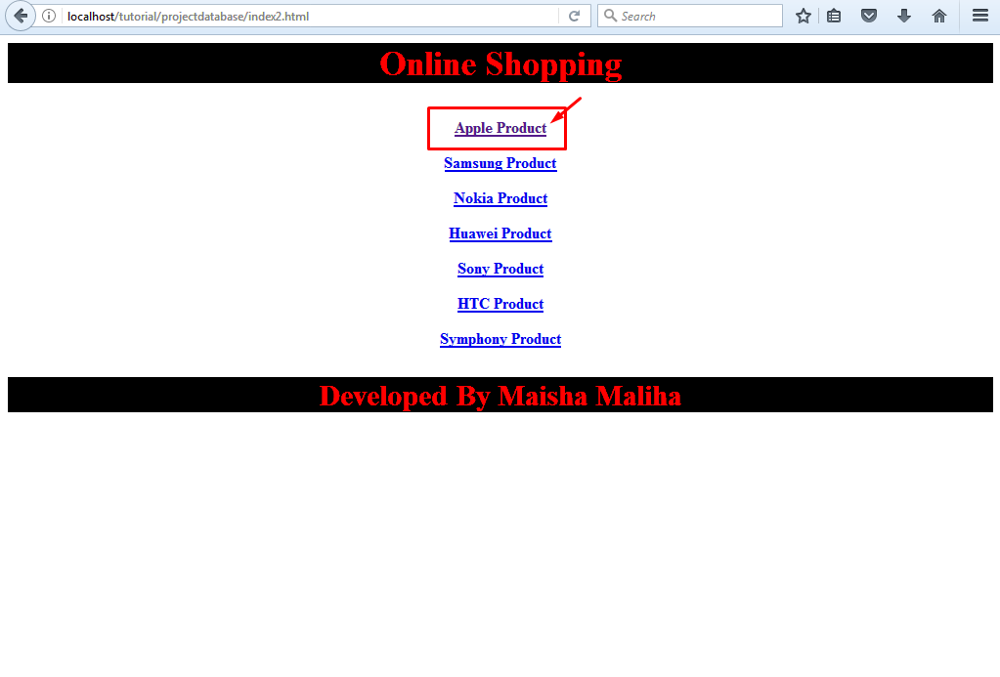 localhost/tutorial/projectdatabase/index2.html
Search
Online Shopping
Apple Product
Samsung Product
Nokia Product
Huawei Product
Sony Product
HTC Product
Symphony Product
Developed By Maisha Maliha